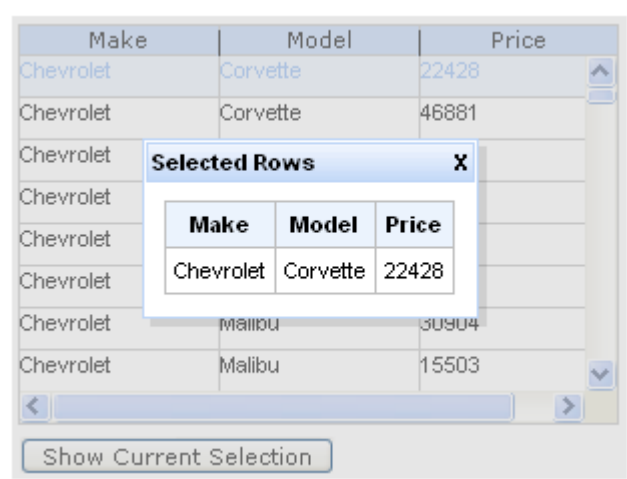 Make | Model | Price
Chevrolet Corvette 22428
Chevrolet Corvette 46881
Chevrolet
Selected Rows X
Chevrolet
Make Model Price
Chevrolet
Chevrolet Corvette 22428
Chevrolet
Chevrolet Malibu 30904
Chevrolet Malibu 15503
Show Current Selection